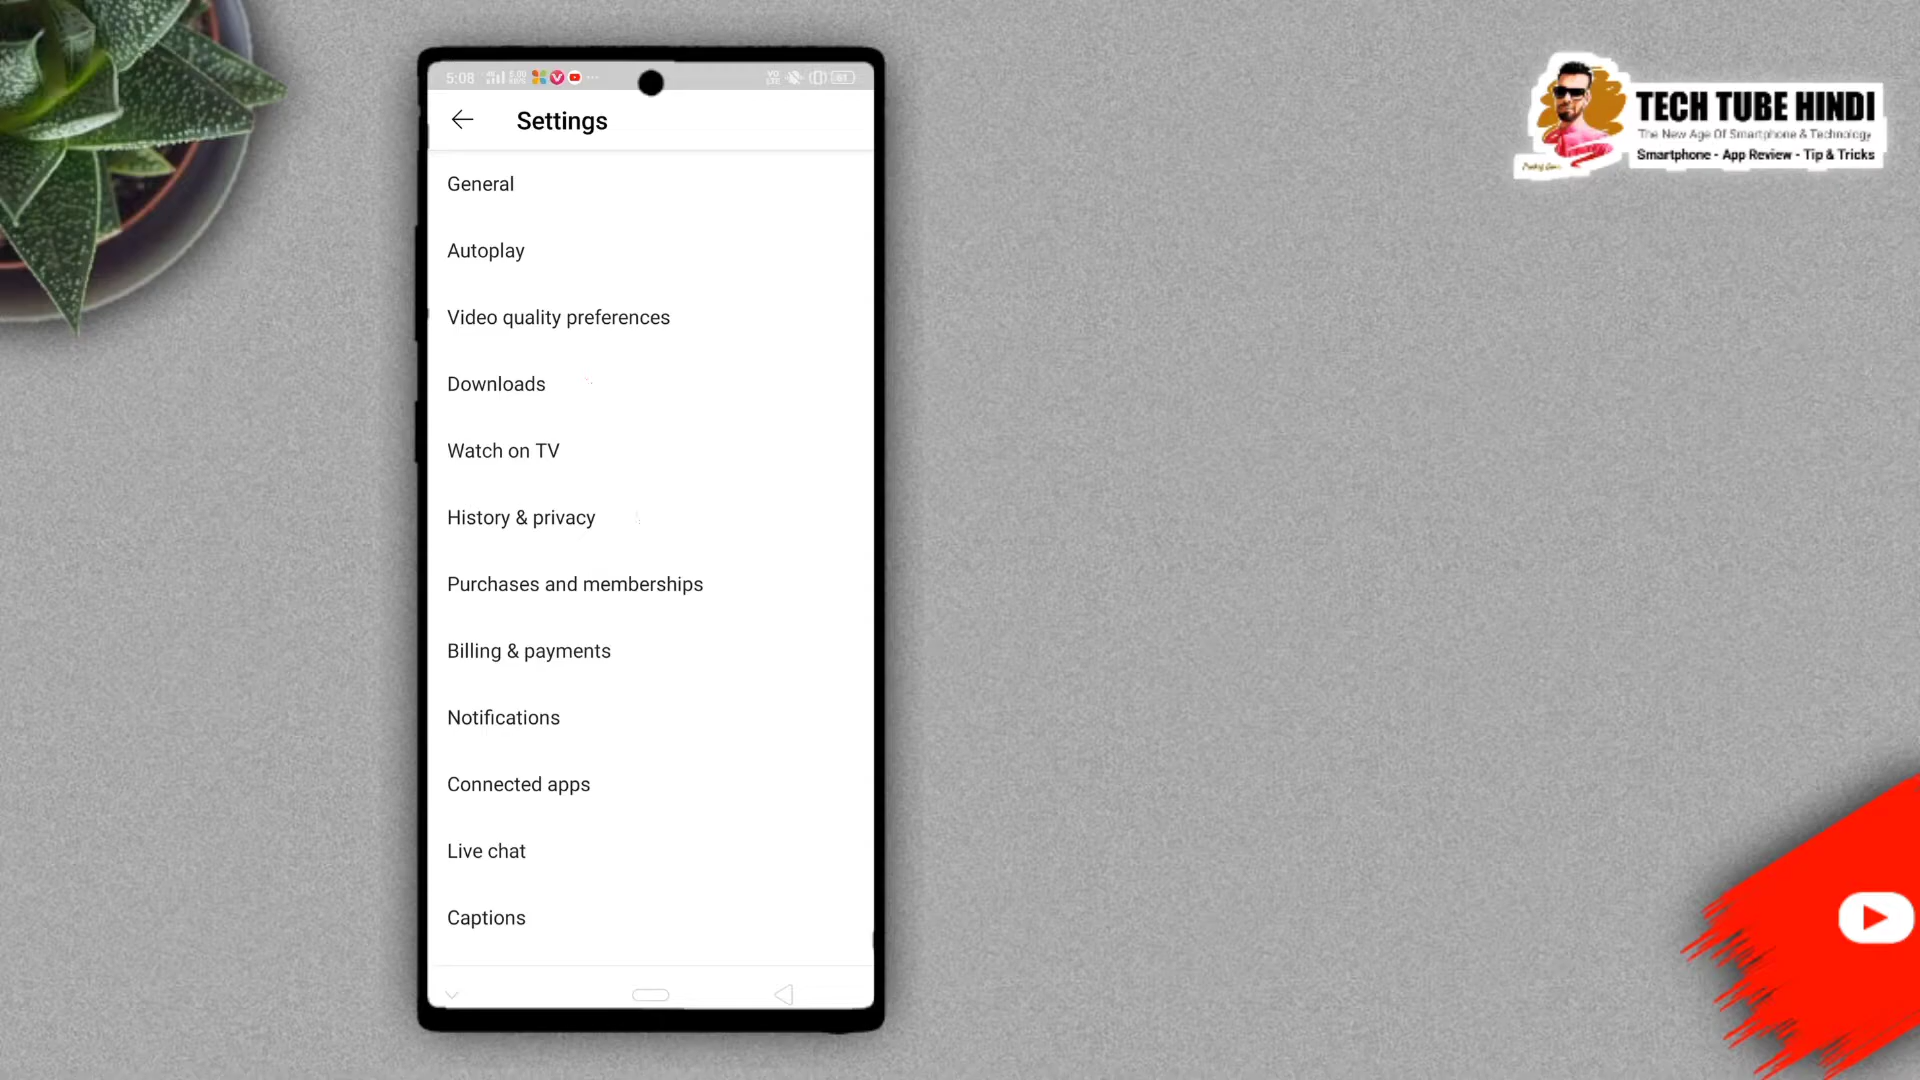 5:08
61
Settings
General
Autoplay
Video quality preferences
Downloads
Watch on TV
History & privacy
Purchases and memberships
Billing & payments
Notifications
Connected apps
Live chat
Captions
TECH TUBE HINDI
The New Age Of Smartphone & Technology
Smartphone - App Review - Tip & Tricks